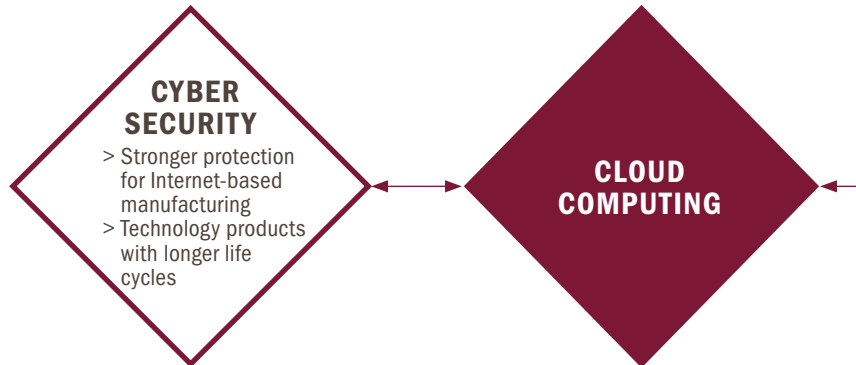 CYBER
SECURITY
> Stronger protection
for Internet-based
manufacturing
> Technology products
with longer life
cycles
CLOUD
COMPUTING